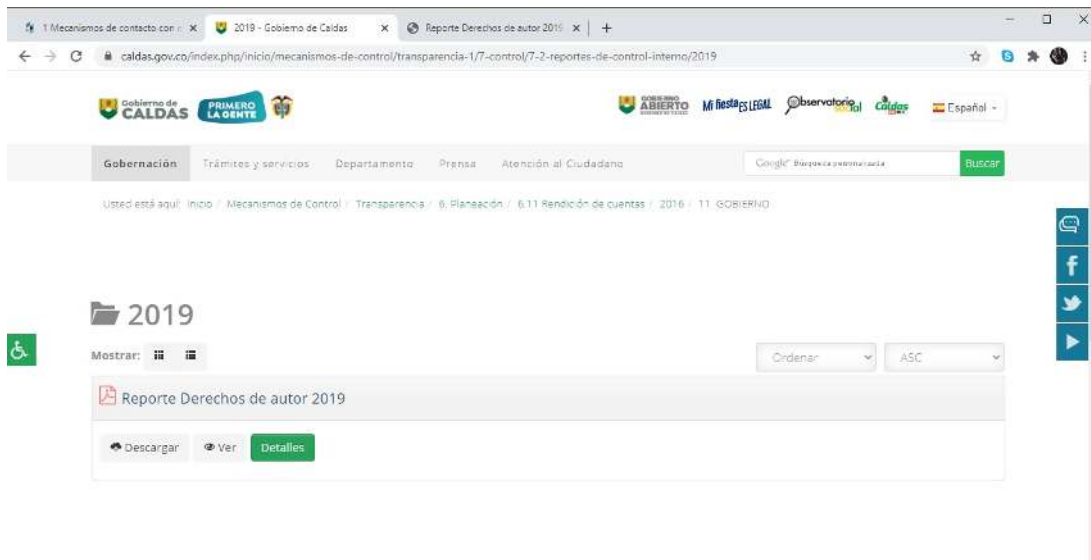 1 Mecanismos de contacto con
2019 - Gobierno de Caldas
Reporte Derechos de autor 2019
caldas.gov.co/index.php/inicio/mecanismos-de-control/transparencia-1/7-control/7-2-reportes-de-control-interno/2019
Gobierno de
CALDAS
PRIMERO
LA GENTE
GOBIERNO
ABIERTO
Mi fiesta ES LEGAL
Observatorio
social
Caldas
Español
Gobernación
Trámites y servicios
Departamento
Prensa
Atención al Ciudadano
Google Búsqueda personalizada
Buscar
Usted está aquí: Inicio / Mecanismos de Control / Transparencia / 6. Planeación / 6.11 Rendición de cuentas / 2016 / 11. GOBIERNO
2019
Mostrar:
Ordenar
ASC
Reporte Derechos de autor 2019
Descargar
Ver
Detalles